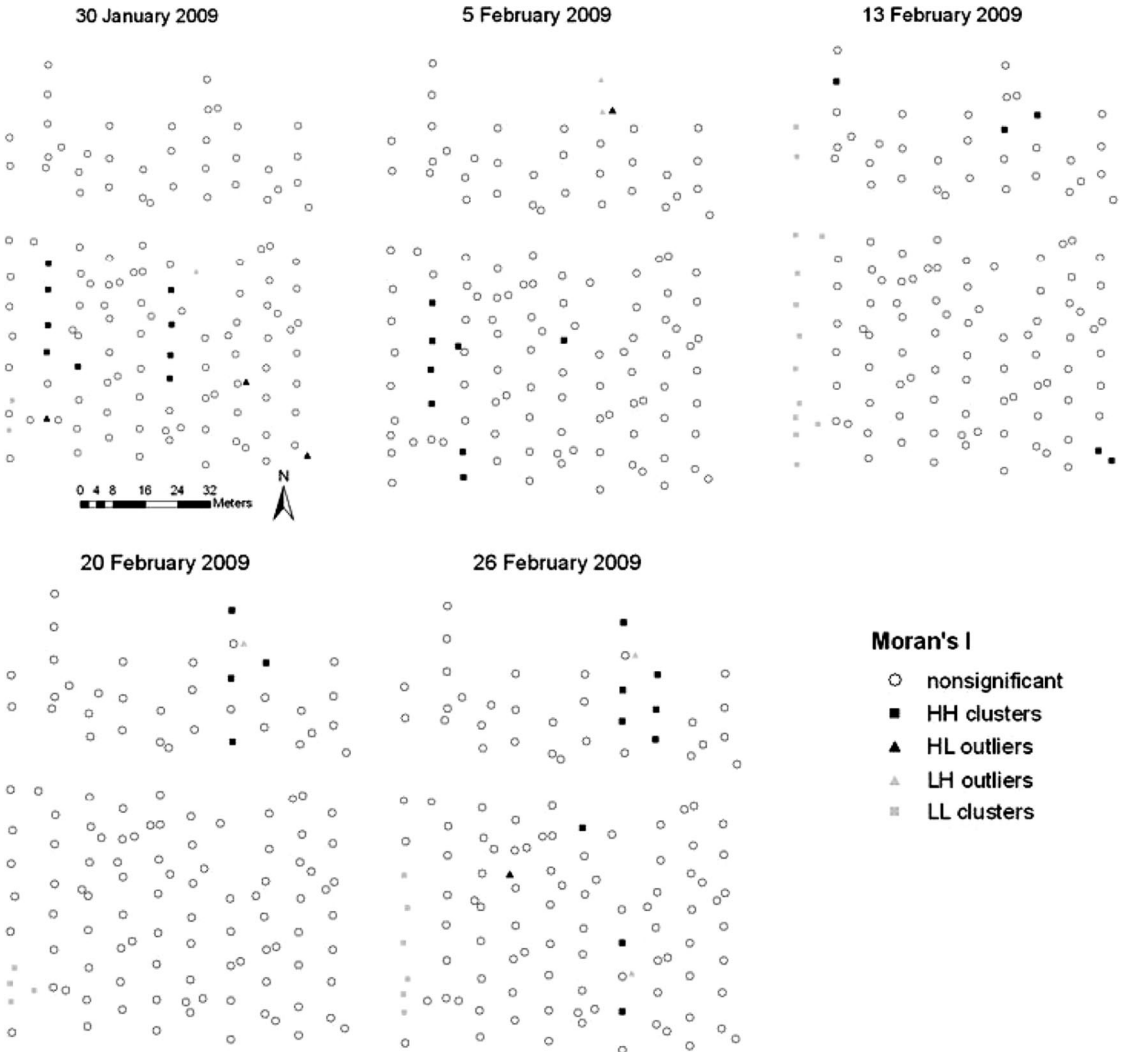 30 January 2009
5 February 2009
13 February 2009
N
0 4 8 16 24 32
Meters
20 February 2009
26 February 2009
Moran's I
nonsignificant
HH clusters
HL outliers
LH outliers
LL clusters